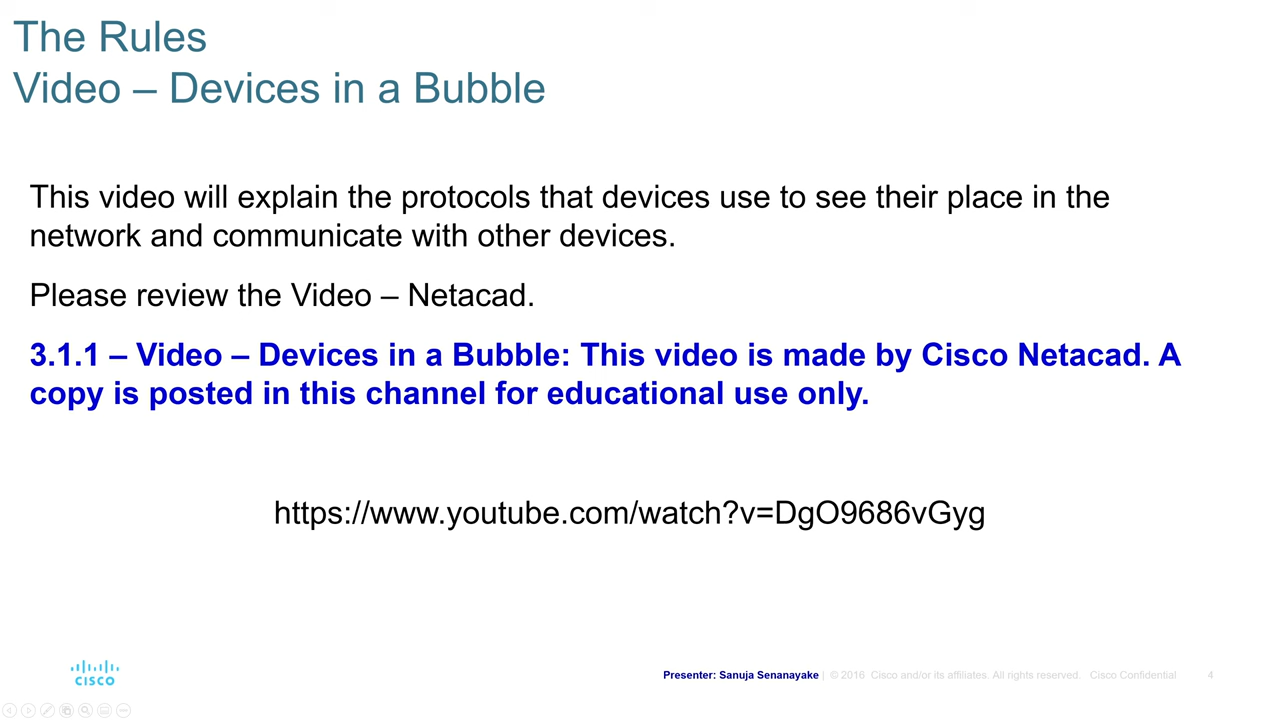 The Rules
Video – Devices in a Bubble
This video will explain the protocols that devices use to see their place in the
network and communicate with other devices.
Please review the Video – Netacad.
3.1.1 – Video – Devices in a Bubble: This video is made by Cisco Netacad. A
copy is posted in this channel for educational use only.
https://www.youtube.com/watch?v=DgO9686vGyg
CISCO
Presenter: Sanuja Senanayake | © 2016 Cisco and/or its affiliates. All rights reserved. Cisco Confidential 4